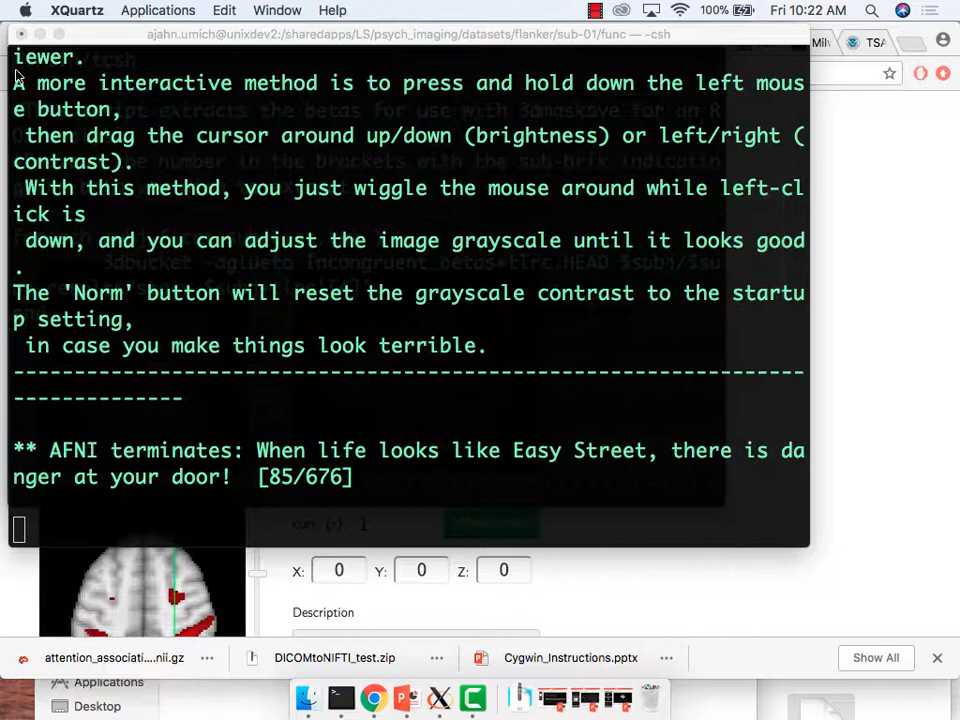 XQuartz Applications Edit Window Help 100% Fri 10:22 AM
ajahn.umich@unixdev2:/sharedapps/LS/psych_imaging/datasets/flanker/sub-01/func — -csh
Milv
TSA
iewer.
A more interactive method is to press and hold down the left mous
e button,
 then drag the cursor around up/down (brightness) or left/right (
contrast).
 With this method, you just wiggle the mouse around while left-cl
ick is
 down, and you can adjust the image grayscale until it looks good
.
The 'Norm' button will reset the grayscale contrast to the startu
p setting,
 in case you make things look terrible.
-----------------------------------------------------------------
--------------
** AFNI terminates: When life looks like Easy Street, there is da
nger at your door!  [85/676]
X: 0 Y: 0 Z: 0
Description
attention_associati....nii.gz
DICOMtoNIFTI_test.zip
Cygwin_Instructions.pptx
Show All
Applications
Desktop